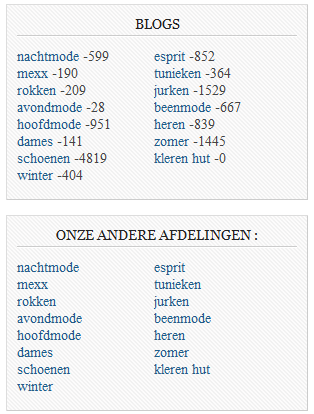 BLOGS
nachtmode -599 esprit -852
mexx -190 tunieken -364
rokken -209 jurken -1529
avondmode -28 beenmode -667
hoofdmode -951 heren -839
dames -141 zomer -1445
schoenen -4819 kleren hut -0
winter -404
ONZE ANDERE AFDELINGEN :
nachtmode esprit
mexx tunieken
rokken jurken
avondmode beenmode
hoofdmode heren
dames zomer
schoenen kleren hut
winter